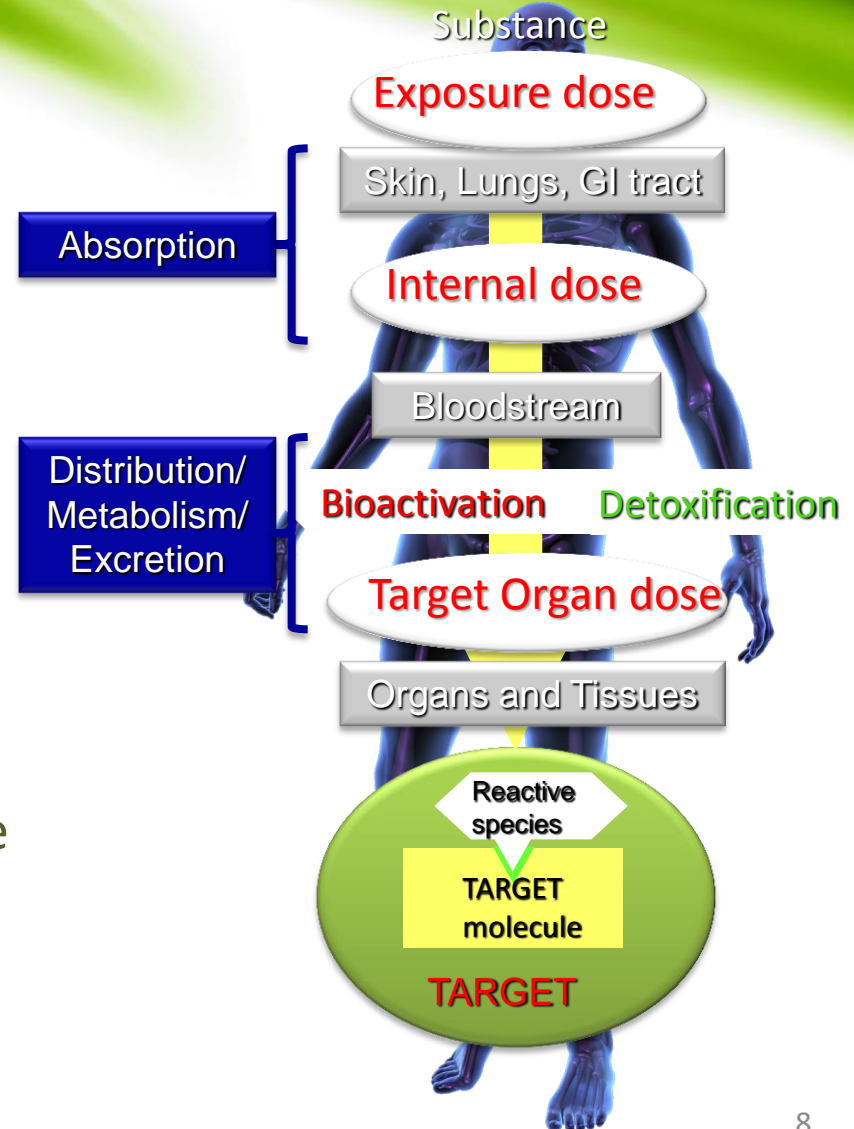 Substance
Exposure dose
Skin, Lungs, GI tract
Absorption
Internal dose
Bloodstream
Distribution/
Metabolism/
Excretion
Bioactivation
Detoxification
Target Organ dose
Organs and Tissues
Reactive
species
e
TARGET
molecule
TARGET
8